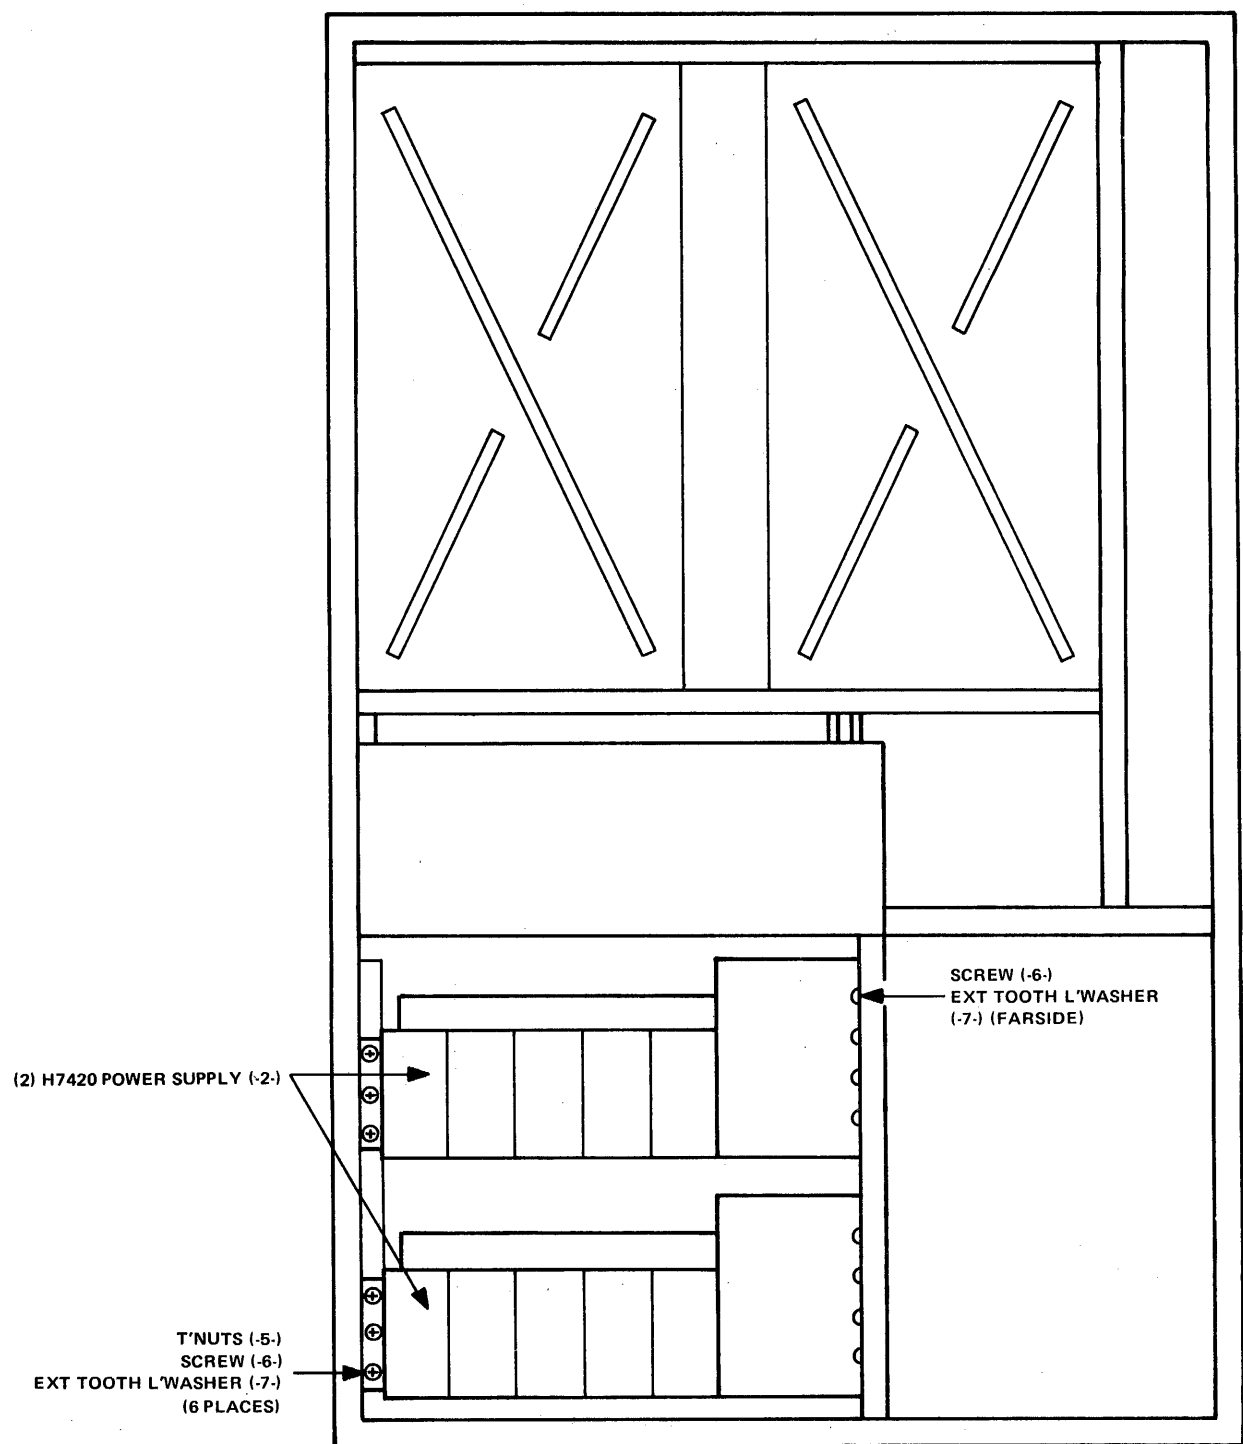 SCREW (-6-)
EXT TOOTH L'WASHER
(-7-) (FARSIDE)
(2) H7420 POWER SUPPLY (-2-)
T'NUTS (-5-)
SCREW (-6-)
EXT TOOTH L'WASHER (-7-)
(6 PLACES)